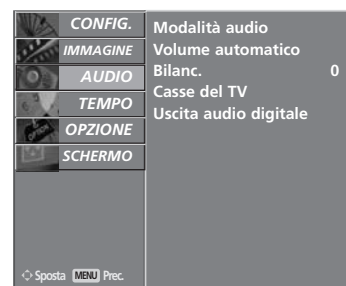 CONFIG.
IMMAGINE
AUDIO
TEMPO
OPZIONE
SCHERMO
Modalità audio
Volume automatico
Bilanc. 0
Casse del TV
Uscita audio digitale
Sposta MENU Prec.